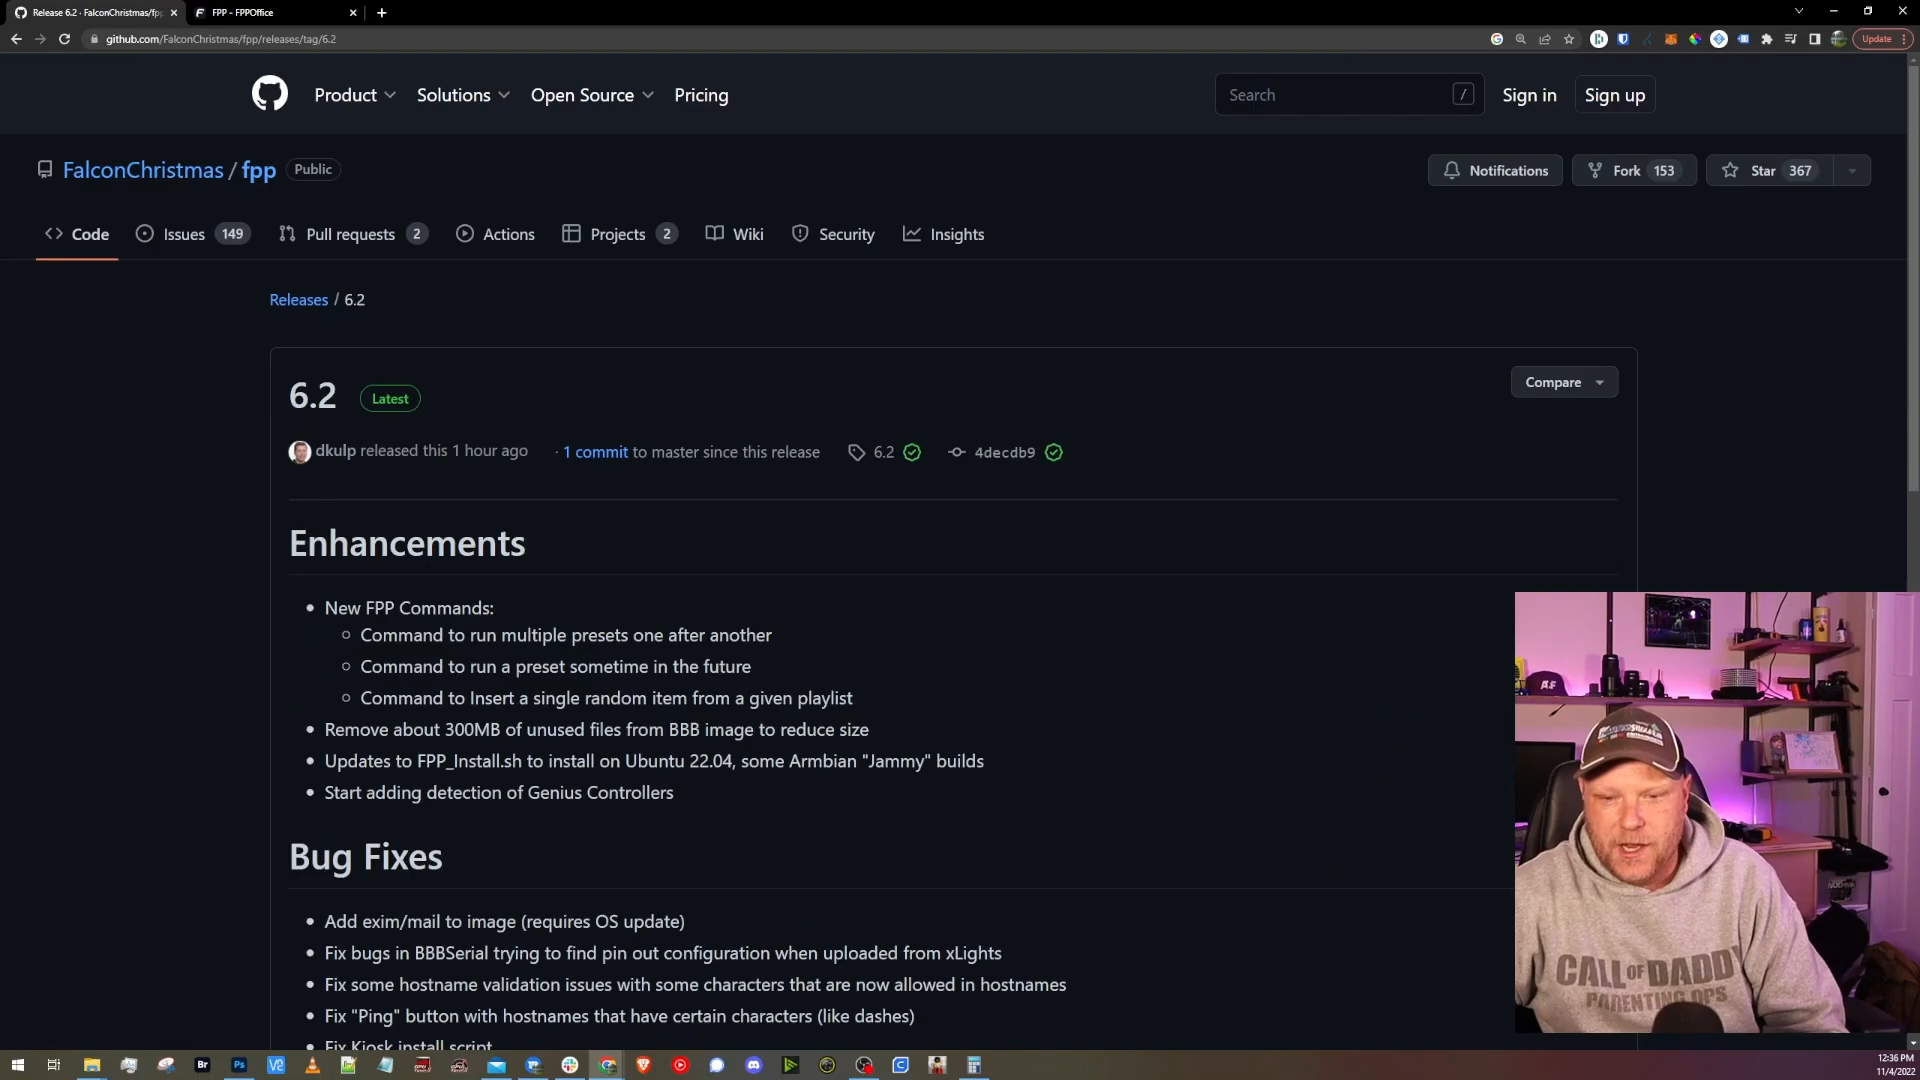 Release 6.2 · FalconChristmas/fpp
FPP - FPPOffice
github.com/FalconChristmas/fpp/releases/tag/6.2
Update
Product
Solutions
Open Source
Pricing
Search
/
Sign in
Sign up
FalconChristmas / fpp
Public
Notifications
Fork 153
Star 367
Code
Issues 149
Pull requests 2
Actions
Projects 2
Wiki
Security
Insights
Releases / 6.2
6.2
Latest
Compare
dkulp released this 1 hour ago
· 1 commit to master since this release
6.2
4decdb9
Enhancements
• New FPP Commands:
◦ Command to run multiple presets one after another
◦ Command to run a preset sometime in the future
◦ Command to Insert a single random item from a given playlist
• Remove about 300MB of unused files from BBB image to reduce size
• Updates to FPP_Install.sh to install on Ubuntu 22.04, some Armbian "Jammy" builds
• Start adding detection of Genius Controllers
Bug Fixes
• Add exim/mail to image (requires OS update)
• Fix bugs in BBBSerial trying to find pin out configuration when uploaded from xLights
• Fix some hostname validation issues with some characters that are now allowed in hostnames
• Fix "Ping" button with hostnames that have certain characters (like dashes)
• Fix Kiosk install script
CALL OF DADDY
PARENTING OPS
Br
Ps
12:36 PM
11/4/2022